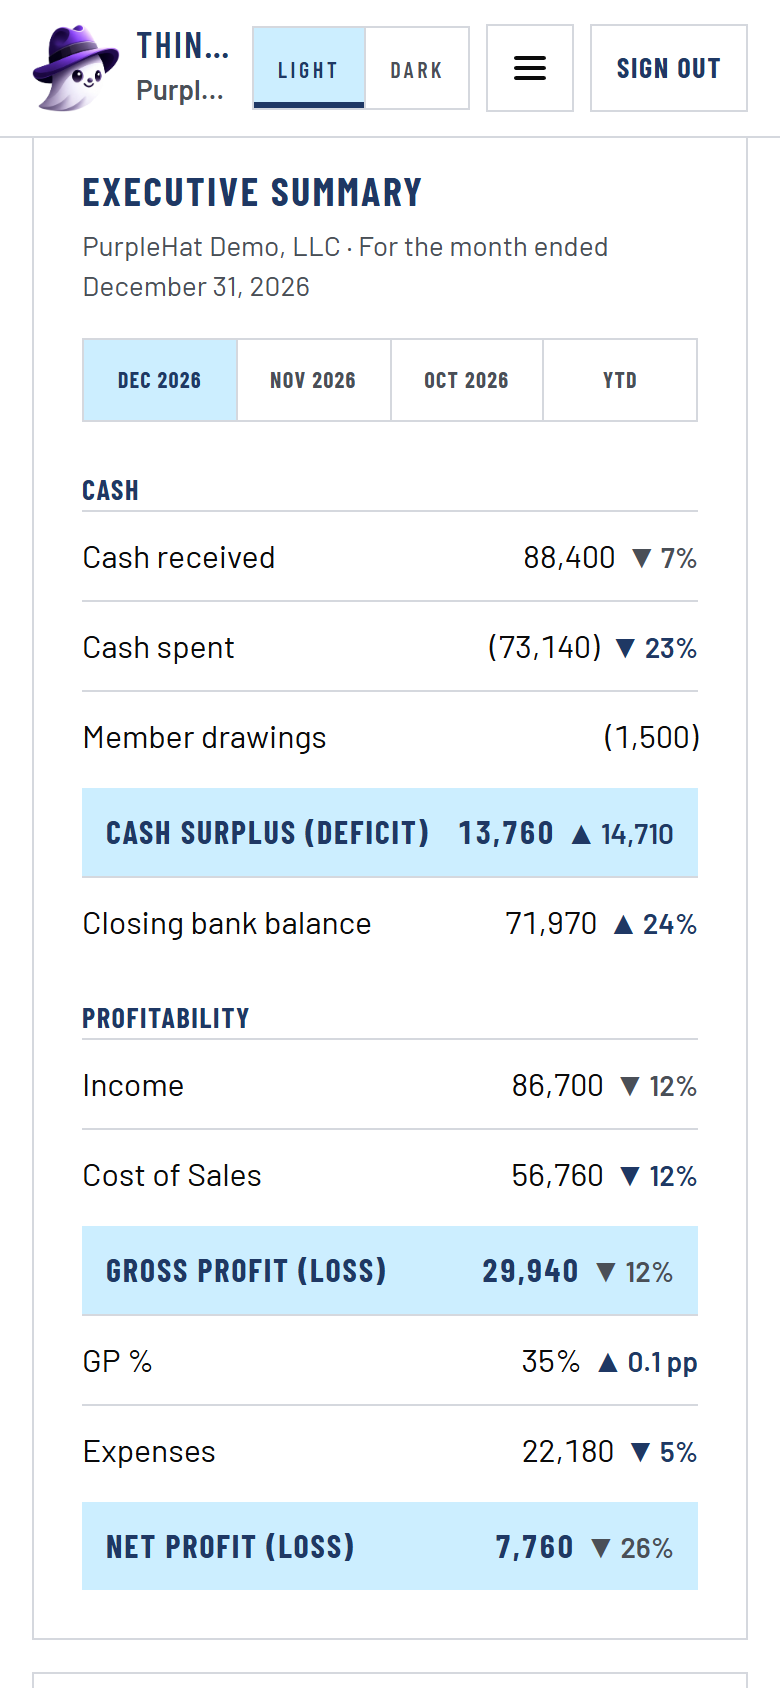 THIN...
Purpl...
LIGHT
DARK
SIGN OUT
EXECUTIVE SUMMARY
PurpleHat Demo, LLC · For the month ended
December 31, 2026
DEC 2026
NOV 2026
OCT 2026
YTD
CASH
Cash received 88,400 ▼ 7%
Cash spent (73,140) ▼ 23%
Member drawings (1,500)
CASH SURPLUS (DEFICIT) 13,760 ▲ 14,710
Closing bank balance 71,970 ▲ 24%
PROFITABILITY
Income 86,700 ▼ 12%
Cost of Sales 56,760 ▼ 12%
GROSS PROFIT (LOSS) 29,940 ▼ 12%
GP % 35% ▲ 0.1 pp
Expenses 22,180 ▼ 5%
NET PROFIT (LOSS) 7,760 ▼ 26%